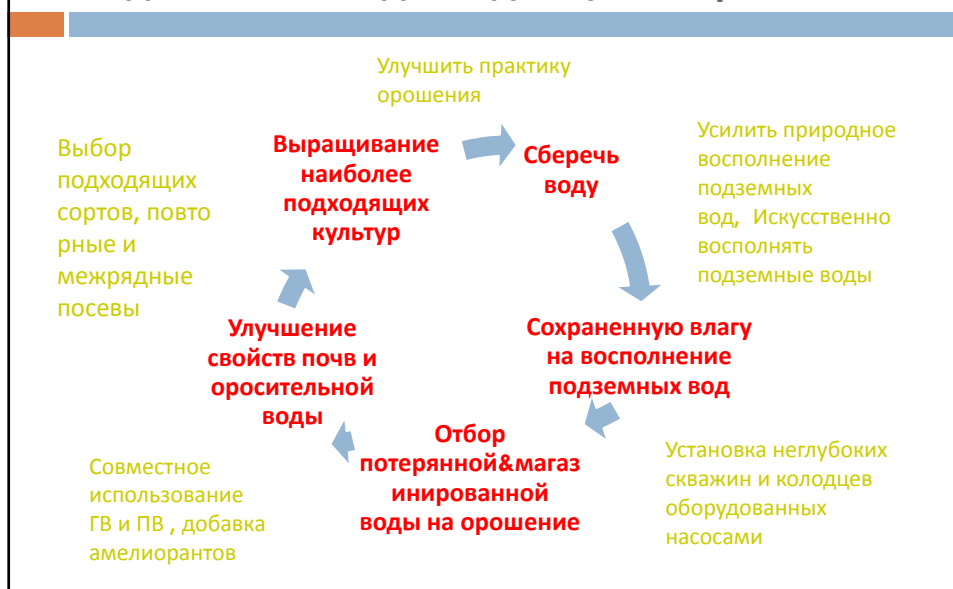 Улучшить практику
орошения
Выращивание
наиболее
подходящих
культур
Сберечь
воду
Усилить природное
восполнение
подземных
вод, Искусственно
восполнять
подземные воды
Выбор
подходящих
сортов, повто
рные и
межрядные
посевы
Улучшение
свойств почв и
оросительной
воды
Сохраненную влагу
на восполнение
подземных вод
Отбор
потерянной&магаз
инированной
воды на орошение
Установка неглубоких
скважин и колодцев
оборудованных
насосами
Совместное
использование
ГВ и ПВ , добавка
амелиорантов